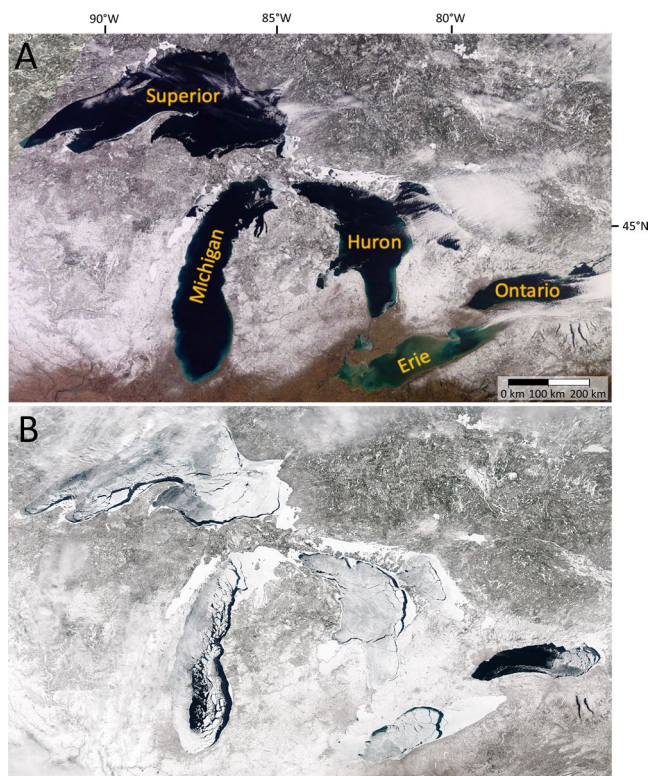 90°W 85°W 80°W
A
Superior
Michigan
Huron
45°N
Ontario
Erie
0 km 100 km 200 km
B